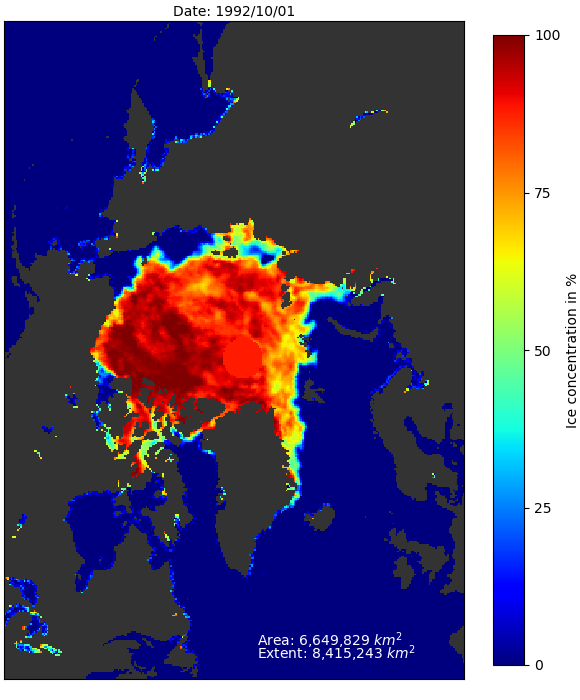 Date: 1992/10/01
100
75
50
25
0
Ice concentration in %
Area: 6,649,829 km²
Extent: 8,415,243 km²